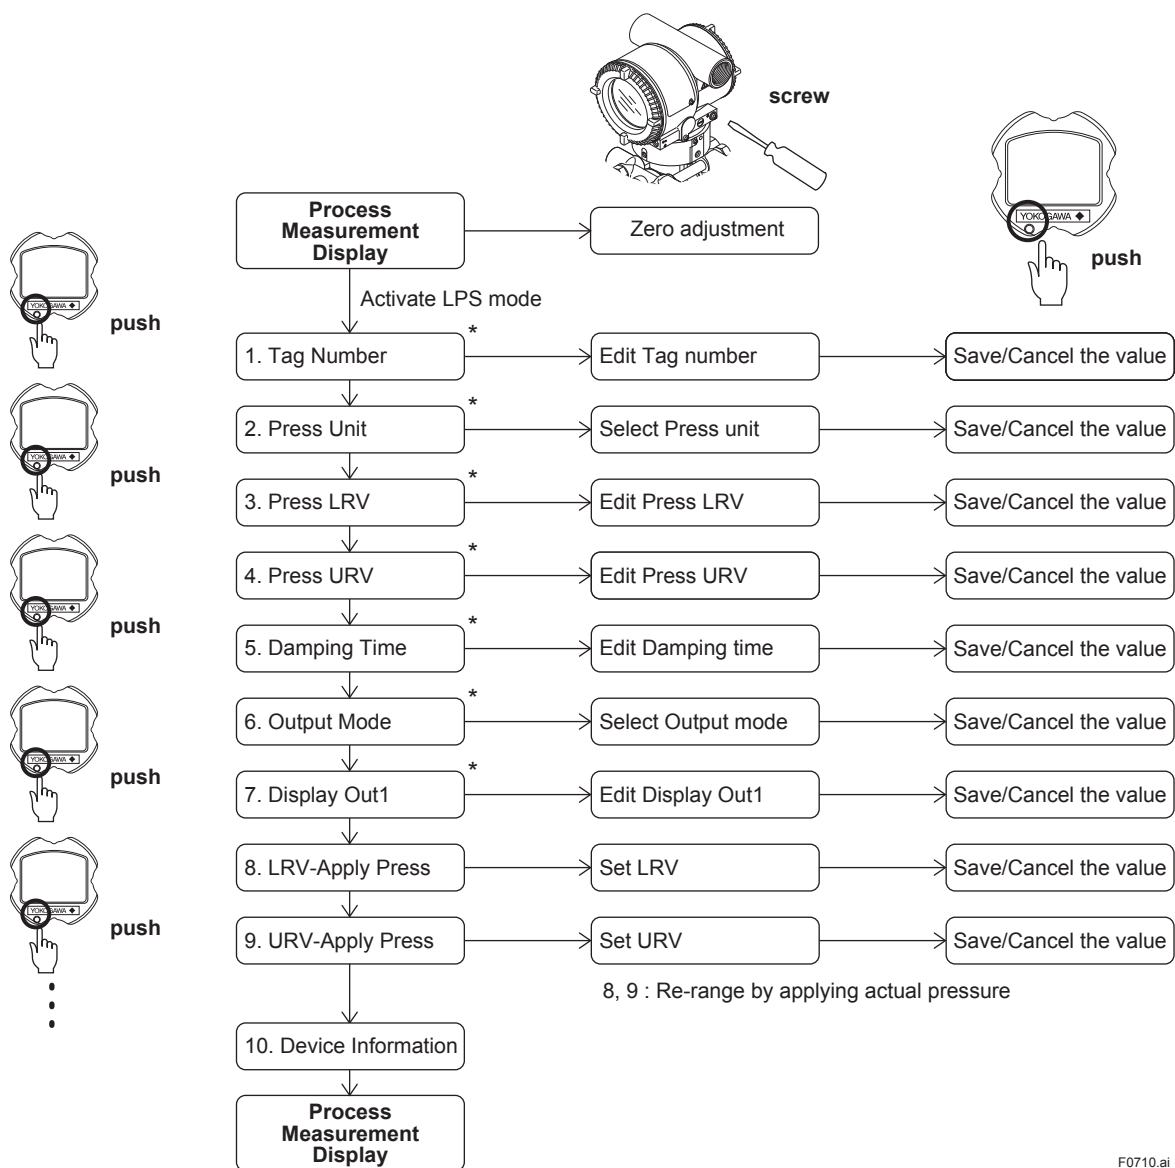 screw
YOKOGAWA ◆
push
Process
Measurement
Display
Zero adjustment
Activate LPS mode
YOKOGAWA ◆
push
1. Tag Number
*
Edit Tag number
Save/Cancel the value
YOKOGAWA ◆
push
2. Press Unit
*
Select Press unit
Save/Cancel the value
3. Press LRV
*
Edit Press LRV
Save/Cancel the value
YOKOGAWA ◆
push
4. Press URV
*
Edit Press URV
Save/Cancel the value
5. Damping Time
*
Edit Damping time
Save/Cancel the value
YOKOGAWA ◆
push
6. Output Mode
*
Select Output mode
Save/Cancel the value
7. Display Out1
*
Edit Display Out1
Save/Cancel the value
8. LRV-Apply Press
Set LRV
Save/Cancel the value
YOKOGAWA ◆
push
9. URV-Apply Press
Set URV
Save/Cancel the value
8, 9 : Re-range by applying actual pressure
10. Device Information
Process
Measurement
Display
F0710.ai